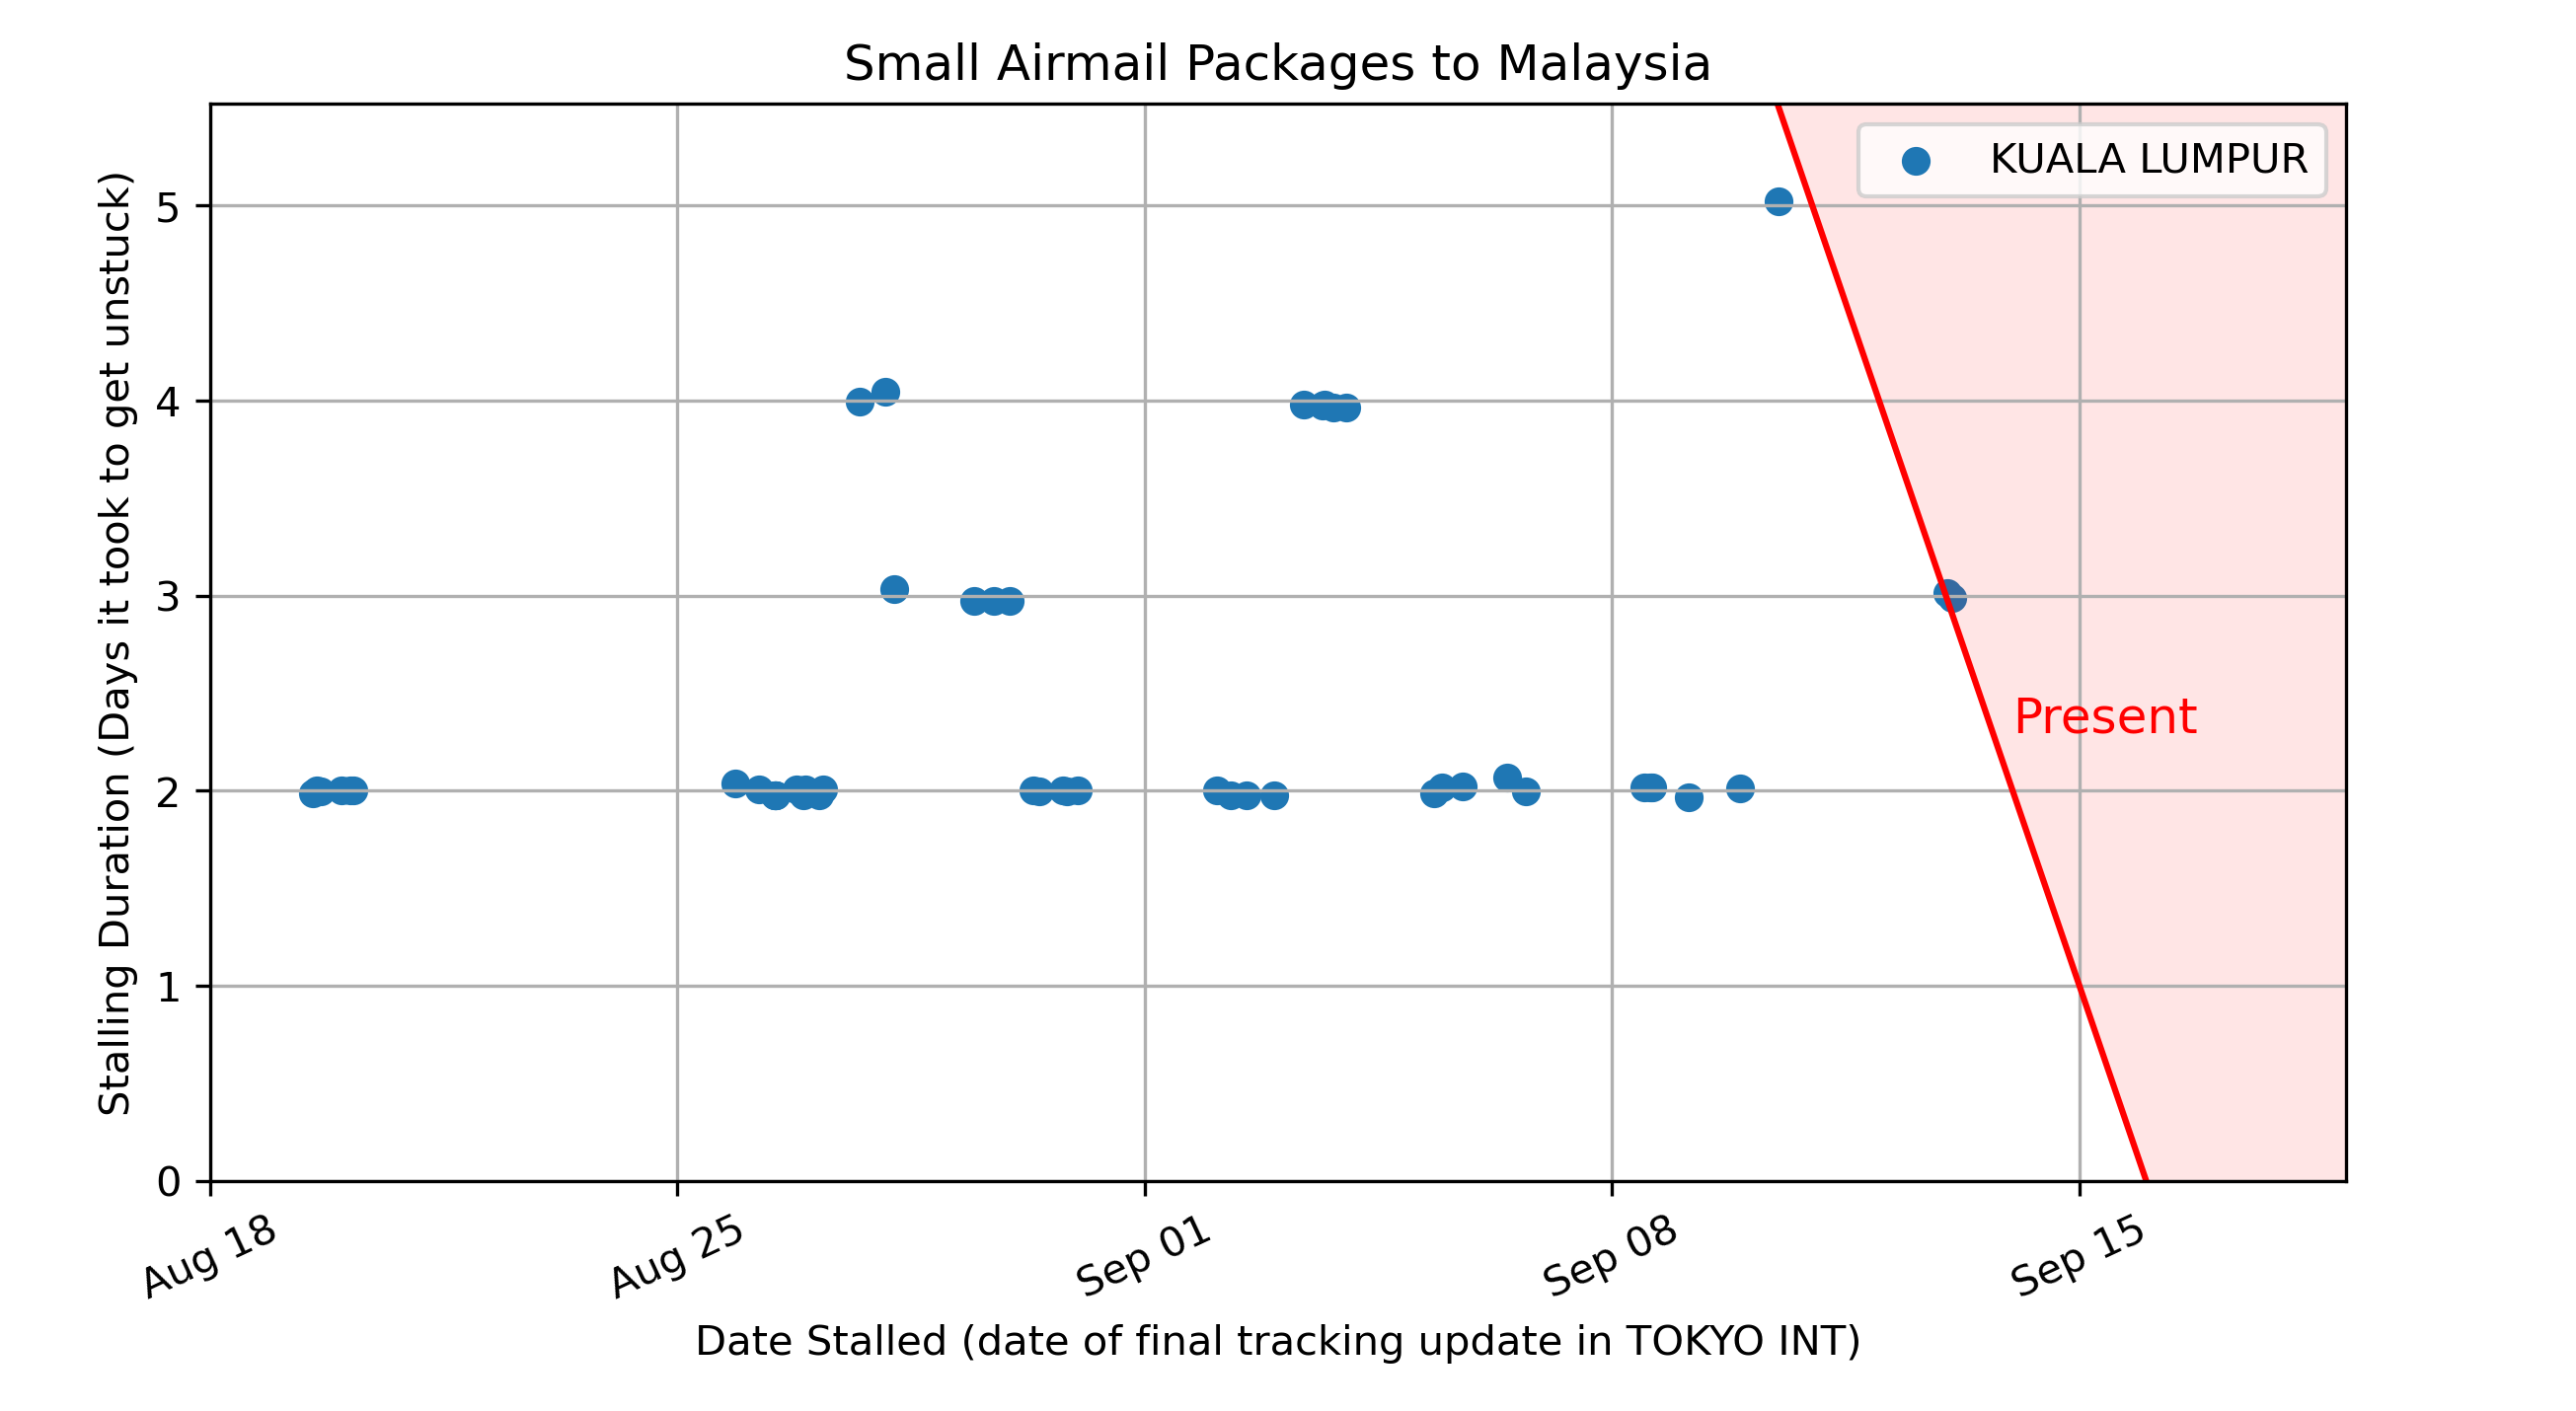 Small Airmail Packages to Malaysia
KUALA LUMPUR
Stalling Duration (Days it took to get unstuck)
5
4
3
2
1
0
Present
Aug 18
Aug 25
Sep 01
Sep 08
Sep 15
Date Stalled (date of final tracking update in TOKYO INT)